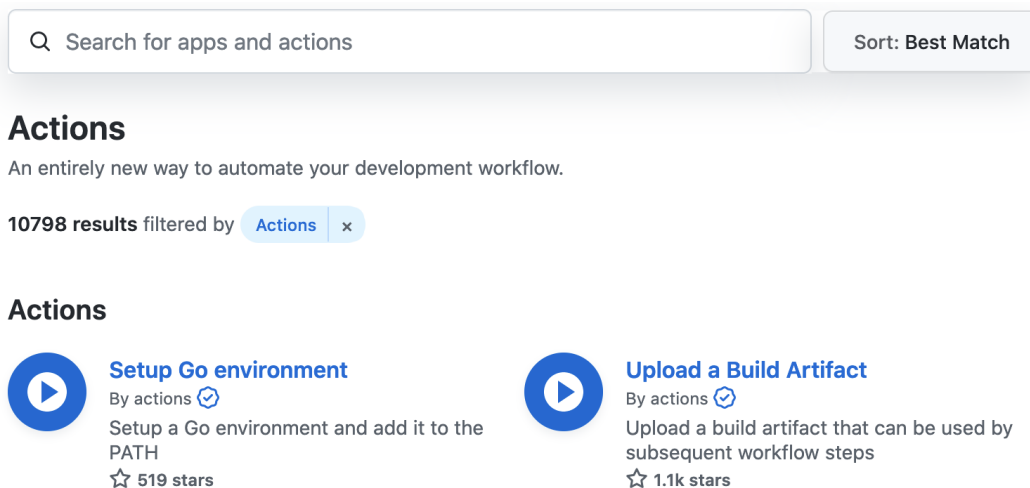 Search for apps and actions
Sort: Best Match
Actions
An entirely new way to automate your development workflow.
10798 results filtered by Actions ×
Actions
Setup Go environment
By actions
Setup a Go environment and add it to the
PATH
519 stars
Upload a Build Artifact
By actions
Upload a build artifact that can be used by
subsequent workflow steps
1.1k stars